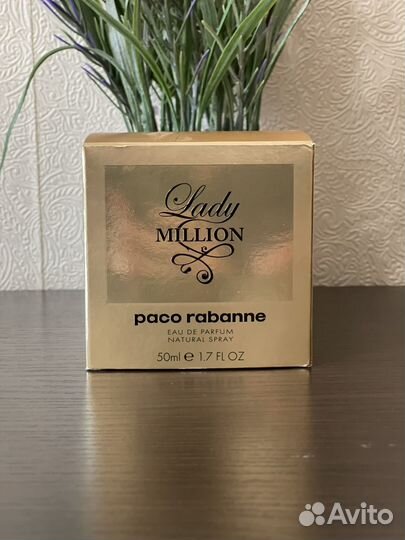 Lady
MILLION
paco rabanne
EAU DE PARFUM
NATURAL SPRAY
50ml e 1.7 FL OZ
Avito